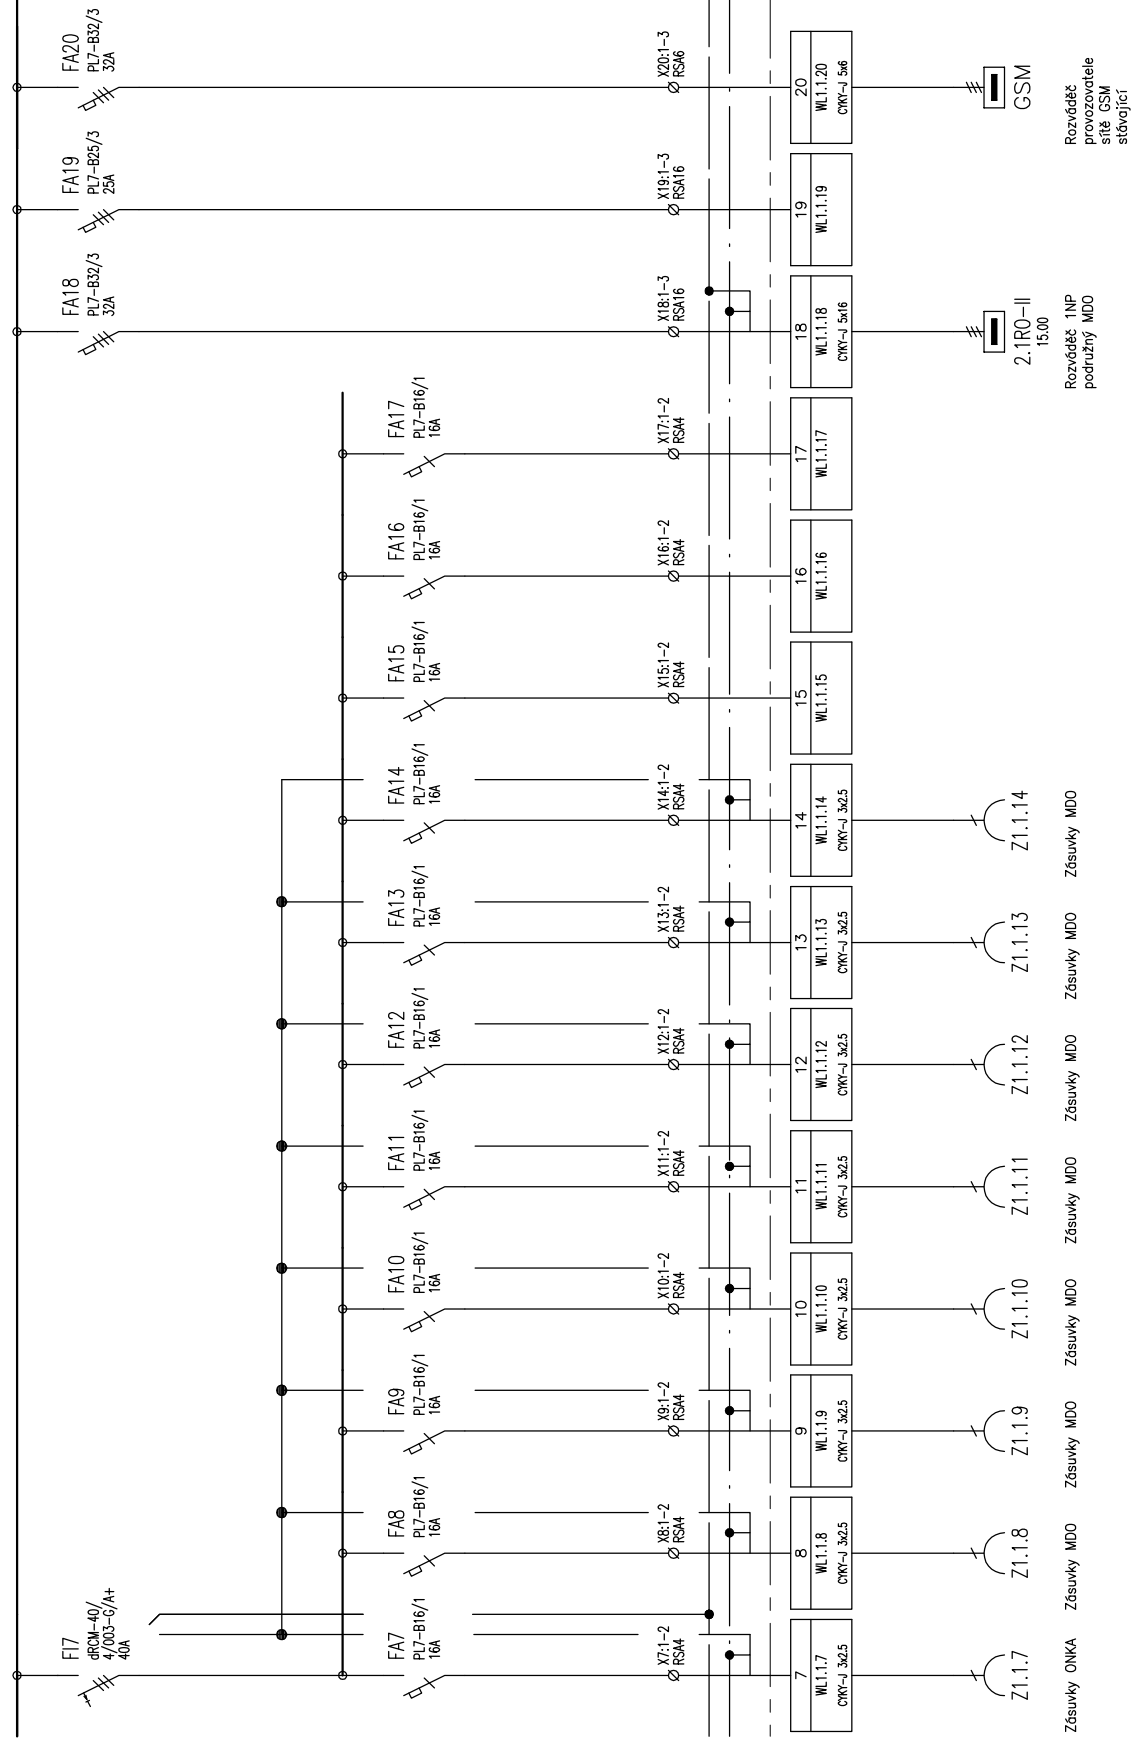 FI7
dRCM-40/
4/003-G/A+
40A
FA7
PL7-B16/1
16A
X7:1-2
RSA4
7
WL1.1.7
CYKY-J 3x2.5
Z1.1.7
Zásuvky ONKA
FA8
PL7-B16/1
16A
X8:1-2
RSA4
8
WL1.1.8
CYKY-J 3x2.5
Z1.1.8
Zásuvky MDO
FA9
PL7-B16/1
16A
X9:1-2
RSA4
9
WL1.1.9
CYKY-J 3x2.5
Z1.1.9
Zásuvky MDO
FA10
PL7-B16/1
16A
X10:1-2
RSA4
10
WL1.1.10
CYKY-J 3x2.5
Z1.1.10
Zásuvky MDO
FA11
PL7-B16/1
16A
X11:1-2
RSA4
11
WL1.1.11
CYKY-J 3x2.5
Z1.1.11
Zásuvky MDO
FA12
PL7-B16/1
16A
X12:1-2
RSA4
12
WL1.1.12
CYKY-J 3x2.5
Z1.1.12
Zásuvky MDO
FA13
PL7-B16/1
16A
X13:1-2
RSA4
13
WL1.1.13
CYKY-J 3x2.5
Z1.1.13
Zásuvky MDO
FA14
PL7-B16/1
16A
X14:1-2
RSA4
14
WL1.1.14
CYKY-J 3x2.5
Z1.1.14
Zásuvky MDO
FA15
PL7-B16/1
16A
X15:1-2
RSA4
15
WL1.1.15
FA16
PL7-B16/1
16A
X16:1-2
RSA4
16
WL1.1.16
FA17
PL7-B16/1
16A
X17:1-2
RSA4
17
WL1.1.17
FA18
PL7-B32/3
32A
X18:1-3
RSA16
18
WL1.1.18
CYKY-J 5x16
2.1RO-II
15.00
Rozváděč 1NP
podružný MDO
FA19
PL7-B25/3
25A
X19:1-3
RSA16
19
WL1.1.19
FA20
PL7-B32/3
32A
X20:1-3
RSA6
20
WL1.1.20
CYKY-J 5x6
GSM
Rozváděč
provozovatele
sítě GSM
stávající